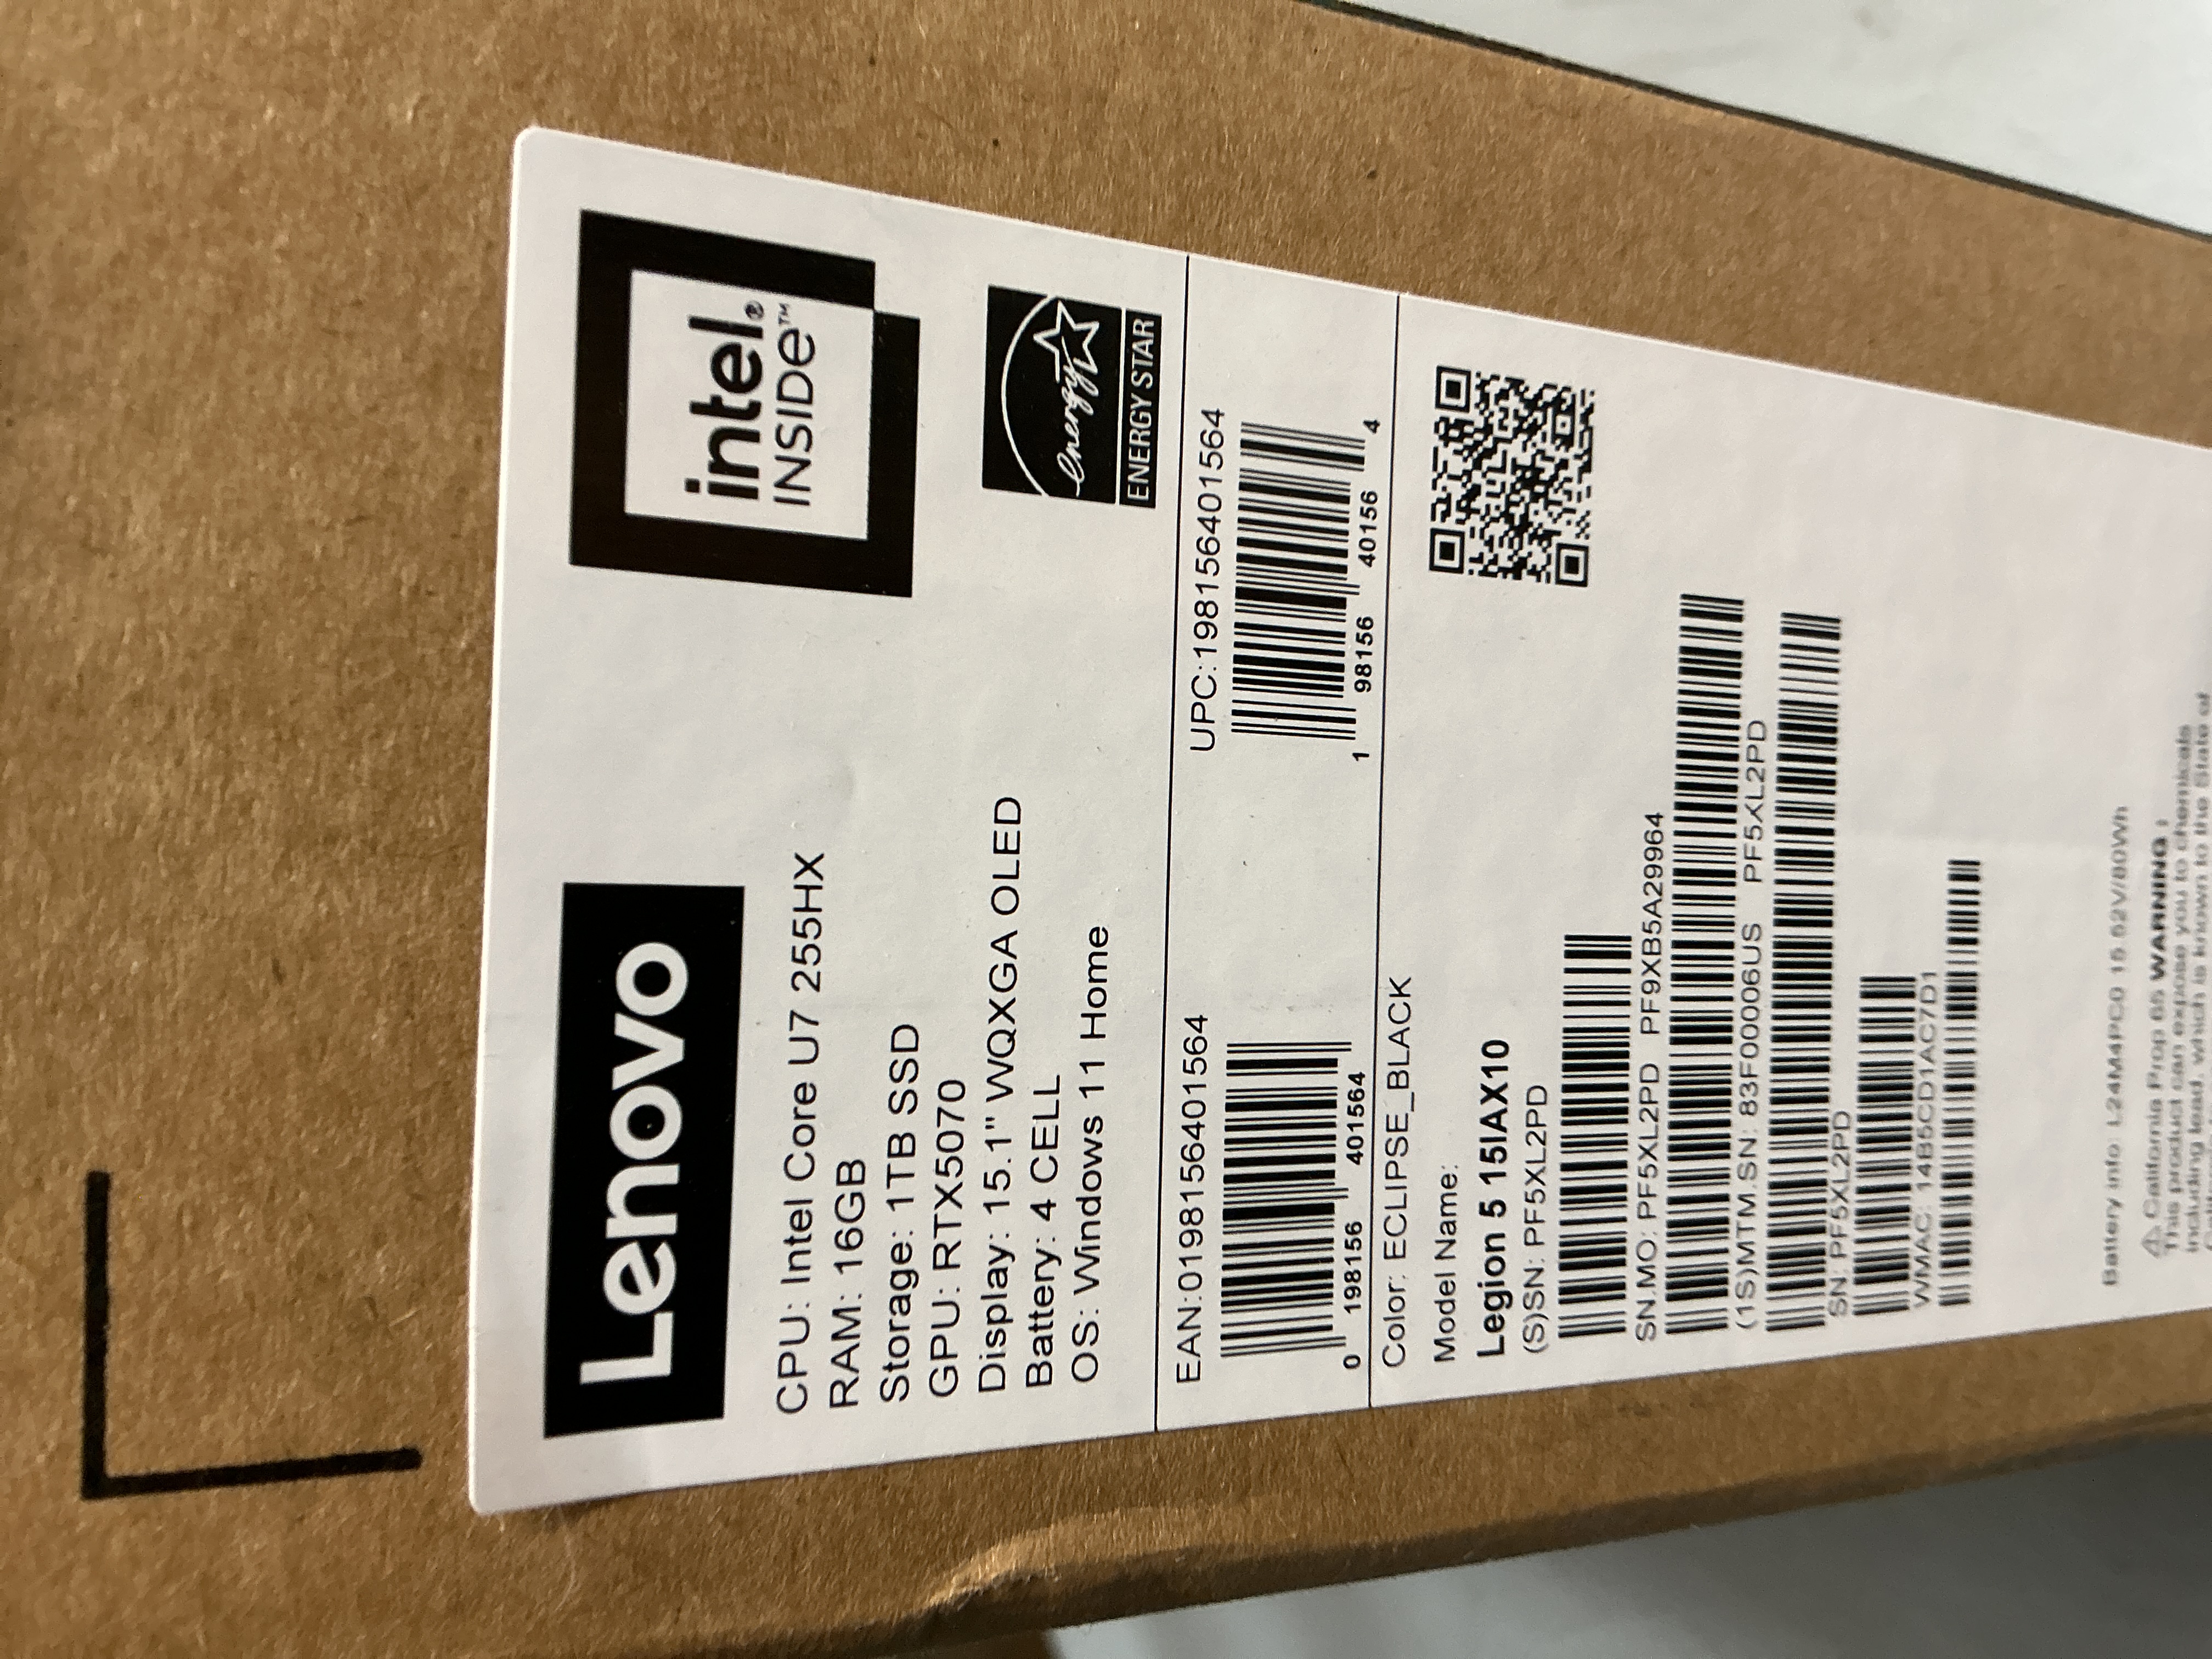 Lenovo
intel® INSIDE™
CPU: Intel Core U7 255HX
RAM: 16GB
Storage: 1TB SSD
GPU: RTX5070
Display: 15.1" WQXGA OLED
Battery: 4 CELL
OS: Windows 11 Home
energy
ENERGY STAR
EAN:0198156401564
0 198156 401564
UPC:198156401564
1 98156 40156 4
Color: ECLIPSE_BLACK
Model Name:
Legion 5 15IAX10
(S)SN: PF5XL2PD
SN.MO: PF5XL2PD PF9XB5A29964
(1S)MTM.SN: 83F00006US PF5XL2PD
SN: PF5XL2PD
WMAC: 14B5CD1AC7D1
Battery info: L24M4PC0 15.52V/80Wh
⚠ California Prop 65 WARNING :
This product can expose you to chemicals
including lead, which is known to the State of